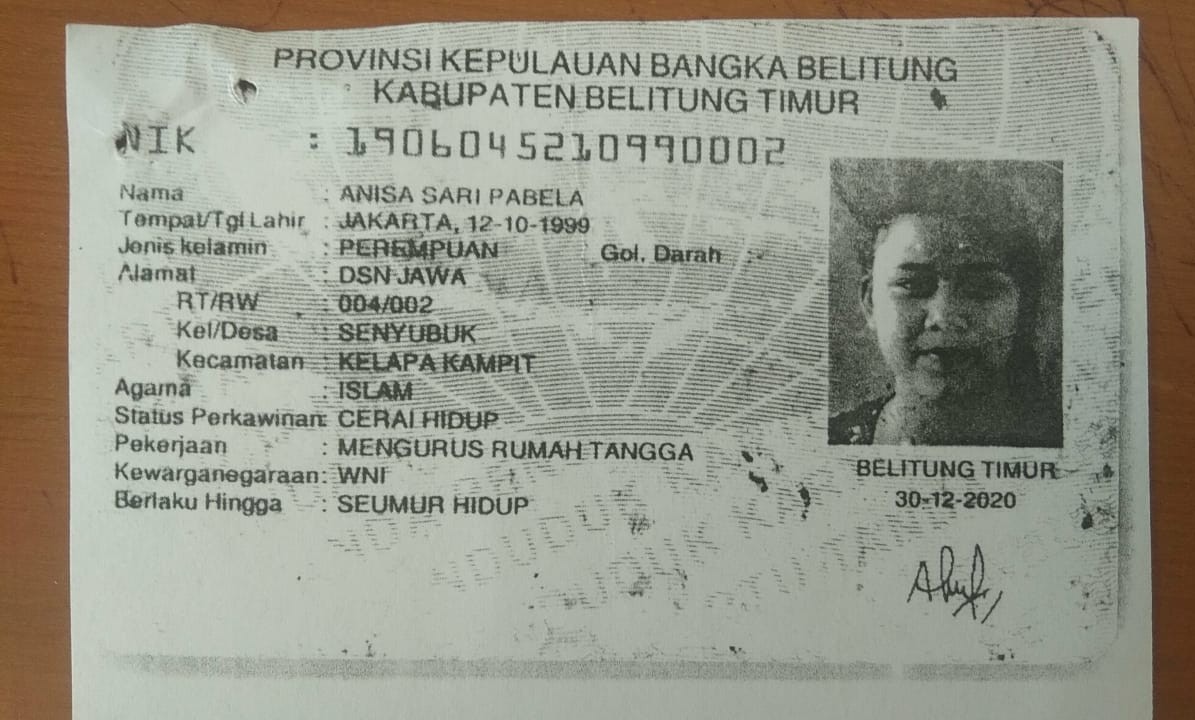 PROVINSI KEPULAUAN BANGKA BELITUNG
KABUPATEN BELITUNG TIMUR
NIK : 1906045210990002
Nama : ANISA SARI PABELA
Tempat/Tgl Lahir : JAKARTA, 12-10-1999
Jenis kelamin : PEREMPUAN Gol. Darah : -
Alamat : DSN JAWA
RT/RW : 004/002
Kel/Desa : SENYUBUK
Kecamatan : KELAPA KAMPIT
Agama : ISLAM
Status Perkawinan: CERAI HIDUP
Pekerjaan : MENGURUS RUMAH TANGGA
Kewarganegaraan: WNI
Berlaku Hingga : SEUMUR HIDUP
BELITUNG TIMUR
30-12-2020